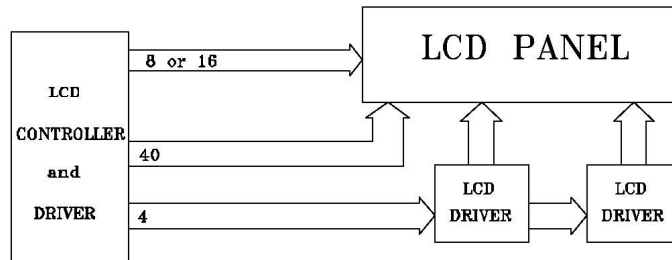 LCD PANEL
8 or 16
LCD
CONTROLLER
and
DRIVER
40
4
LCD
DRIVER
LCD
DRIVER